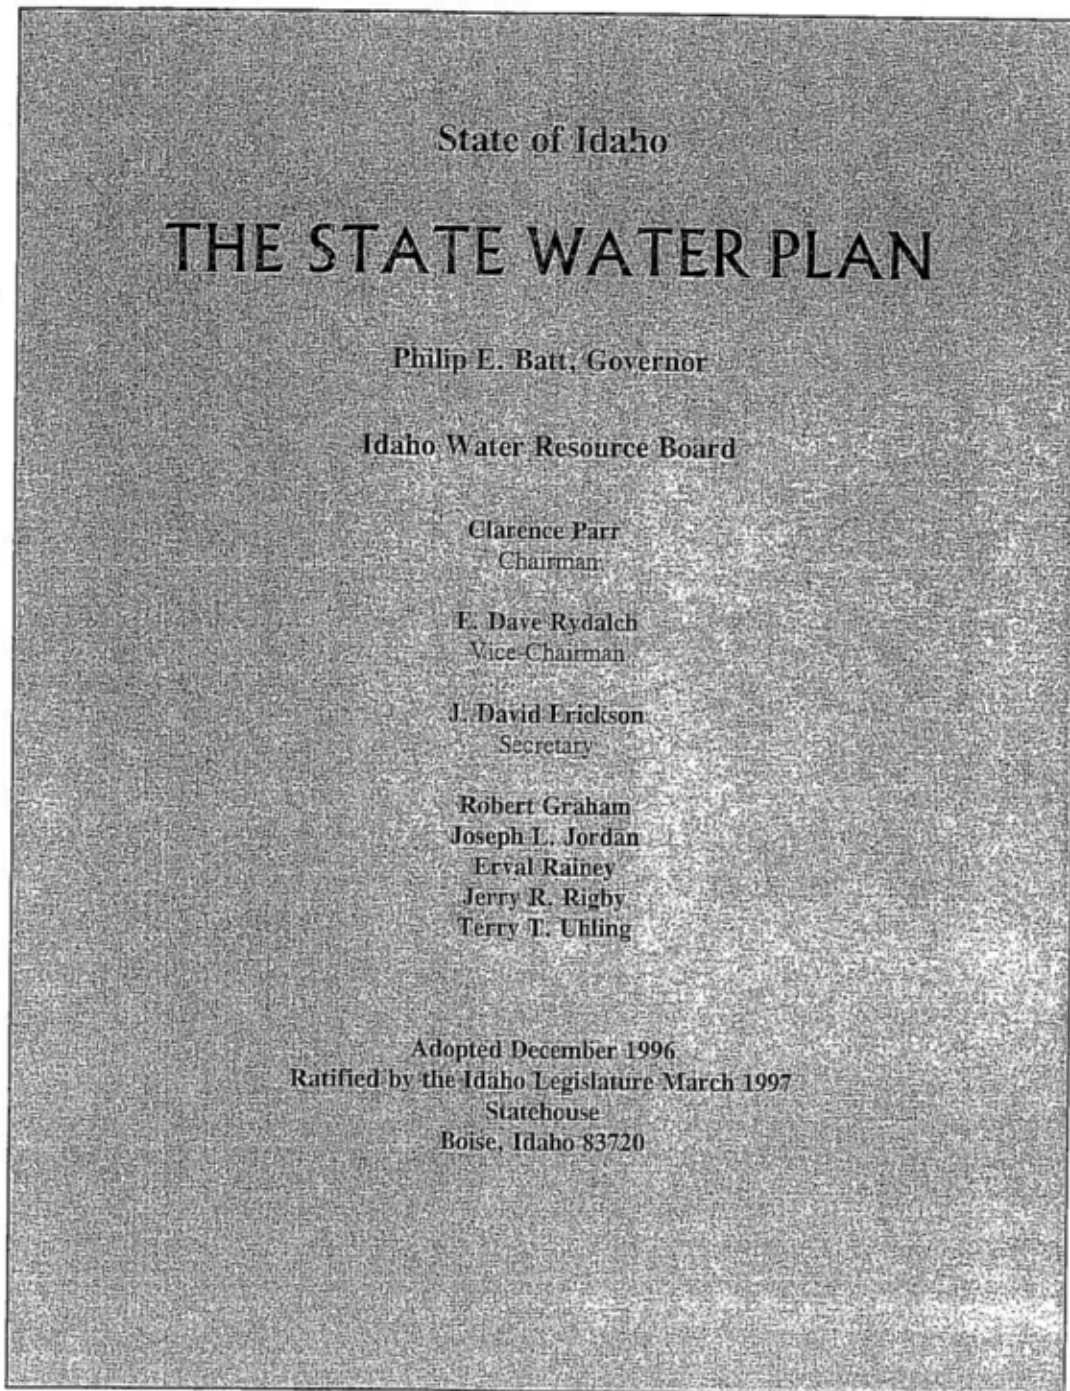 State of Idaho
THE STATE WATER PLAN
Philip E. Batt, Governor
Idaho Water Resource Board
Clarence Parr
Chairman
F. Dave Rydalch
Vice-Chairman
J. David Erickson
Secretary
Robert Graham
Joseph L. Jordan
Erval Rainey
Jerry R. Rigby
Terry T. Uhling
Adopted December 1996
Ratified by the Idaho Legislature March 1997
Statehouse
Boise, Idaho 83720